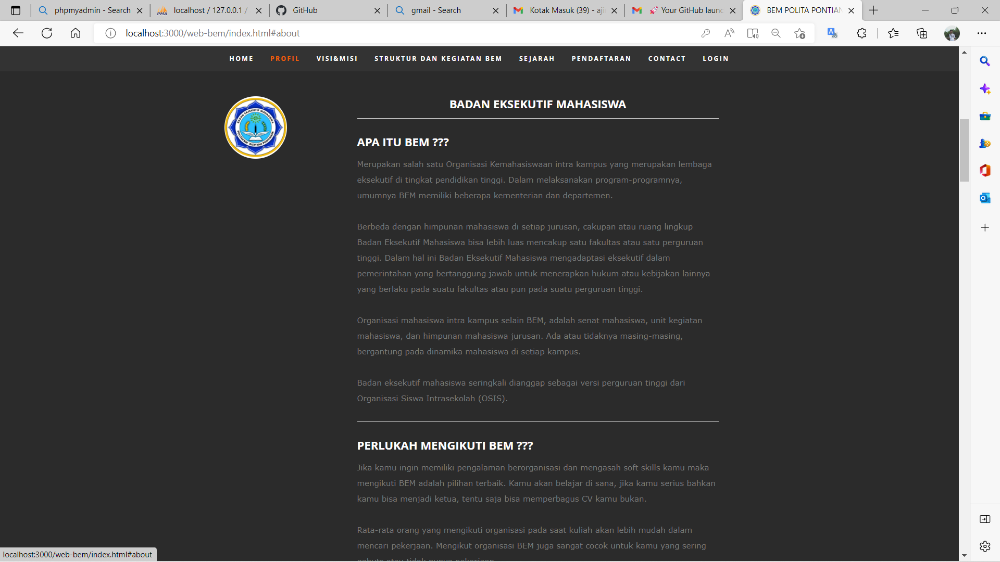 phpmyadmin - Search
localhost / 127.0.0.1 /
GitHub
gmail - Search
Kotak Masuk (39) - aji
Your GitHub launc
BEM POLITA PONTIAN
localhost:3000/web-bem/index.html#about
HOME PROFIL VISI&MISI STRUKTUR DAN KEGIATAN BEM SEJARAH PENDAFTARAN CONTACT LOGIN
BADAN EKSEKUTIF MAHASISWA
POLITEKNIK 'AISYIYAH PONTIANAK
BADAN EKSEKUTIF MAHASISWA
APA ITU BEM ???
Merupakan salah satu Organisasi Kemahasiswaan intra kampus yang merupakan lembaga
eksekutif di tingkat pendidikan tinggi. Dalam melaksanakan program-programnya,
umumnya BEM memiliki beberapa kementerian dan departemen.
Berbeda dengan himpunan mahasiswa di setiap jurusan, cakupan atau ruang lingkup
Badan Eksekutif Mahasiswa bisa lebih luas mencakup satu fakultas atau satu perguruan
tinggi. Dalam hal ini Badan Eksekutif Mahasiswa mengadaptasi eksekutif dalam
pemerintahan yang bertanggung jawab untuk menerapkan hukum atau kebijakan lainnya
yang berlaku pada suatu fakultas atau pun pada suatu perguruan tinggi.
Organisasi mahasiswa intra kampus selain BEM, adalah senat mahasiswa, unit kegiatan
mahasiswa, dan himpunan mahasiswa jurusan. Ada atau tidaknya masing-masing,
bergantung pada dinamika mahasiswa di setiap kampus.
Badan eksekutif mahasiswa seringkali dianggap sebagai versi perguruan tinggi dari
Organisasi Siswa Intrasekolah (OSIS).
PERLUKAH MENGIKUTI BEM ???
Jika kamu ingin memiliki pengalaman berorganisasi dan mengasah soft skills kamu maka
mengikuti BEM adalah pilihan terbaik. Kamu akan belajar di sana, jika kamu serius bahkan
kamu bisa menjadi ketua, tentu saja bisa memperbagus CV kamu bukan.
Rata-rata orang yang mengikuti organisasi pada saat kuliah akan lebih mudah dalam
mencari pekerjaan. Mengikut organisasi BEM juga sangat cocok untuk kamu yang sering
gabuts atau tidak punya pekerjaan.
localhost:3000/web-bem/index.html#about